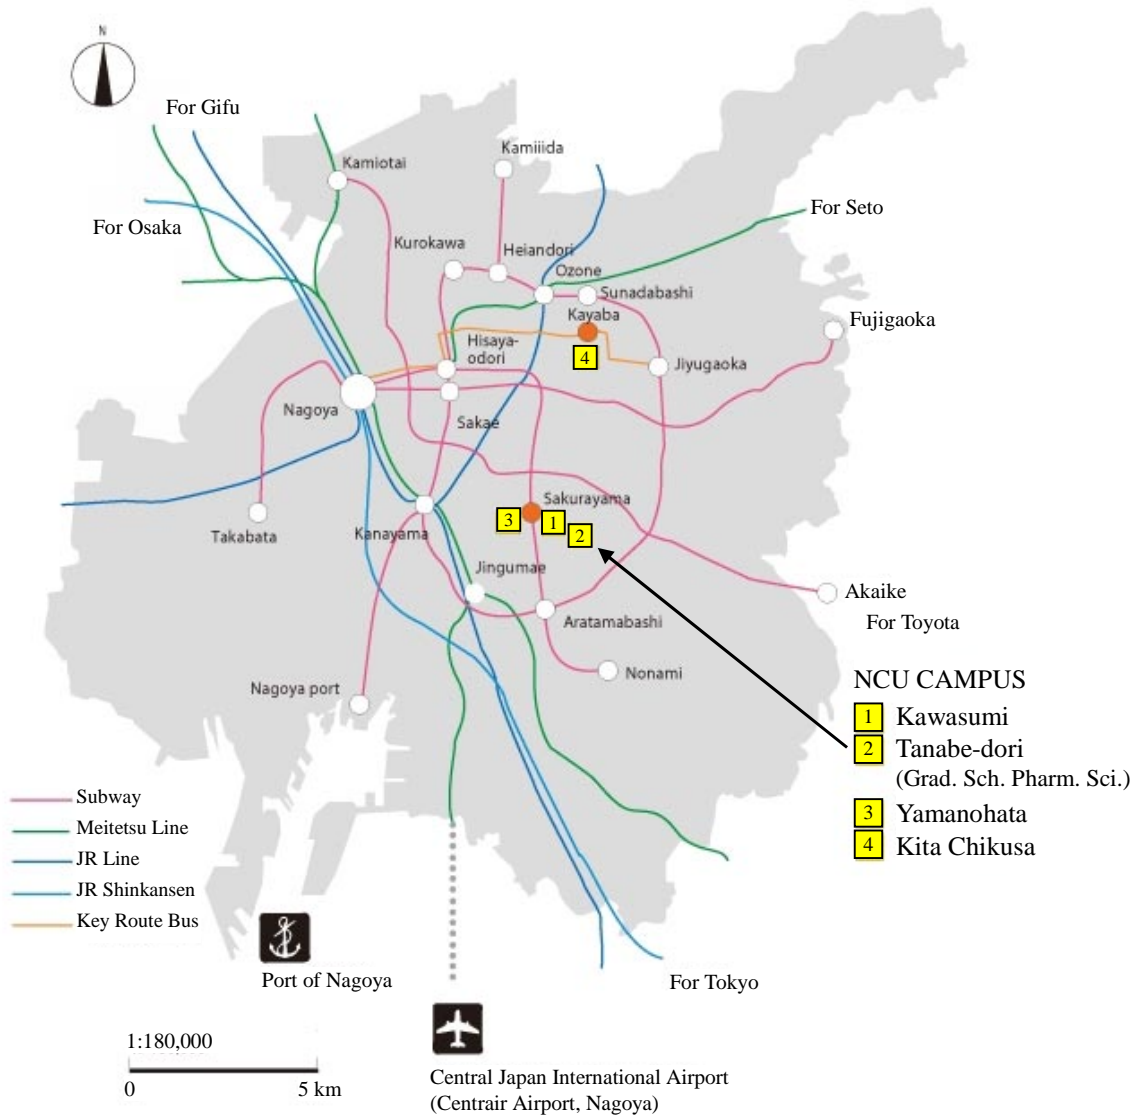 N
For Gifu
Kamiotai
Kamiiida
For Osaka
For Seto
Kurokawa
Heiandori
Ozone
Sunadabashi
Kayaba
Fujigaoka
Hisaya-
odori
4
Jiyugaoka
Nagoya
Sakae
Sakurayama
3
1
2
Takabata
Kanayama
Jingumae
Akaike
For Toyota
Aratamabashi
Nonami
Nagoya port
NCU CAMPUS
1 Kawasumi
2 Tanabe-dori
(Grad. Sch. Pharm. Sci.)
3 Yamanohata
4 Kita Chikusa
Subway
Meitetsu Line
JR Line
JR Shinkansen
Key Route Bus
Port of Nagoya
For Tokyo
1:180,000
0 5 km
Central Japan International Airport
(Centrair Airport, Nagoya)